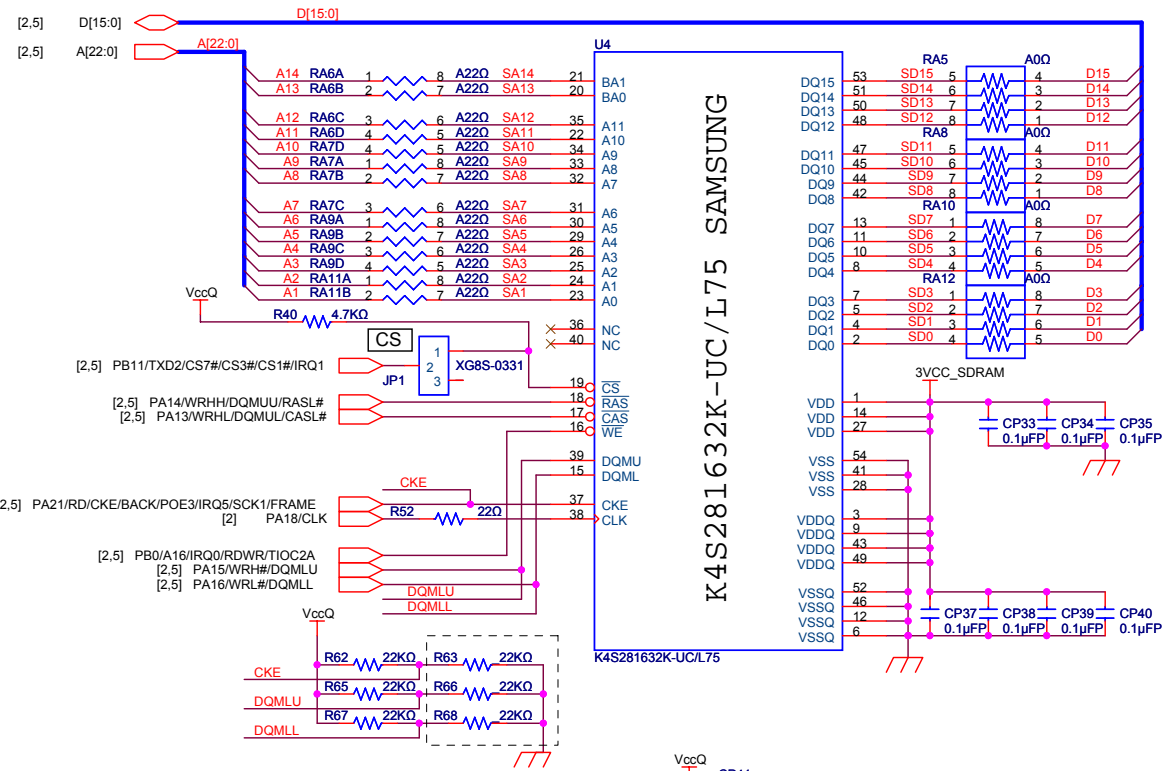 [2,5] D[15:0] D[15:0]
[2,5] A[22:0] A[22:0]
U4
RA5 A0Ω
A14 RA6A 1 8 A22Ω SA14 21 BA1 DQ15 53 SD15 5 4 D15
A13 RA6B 2 7 A22Ω SA13 20 BA0 DQ14 51 SD14 6 3 D14
DQ13 50 SD13 7 2 D13
A12 RA6C 3 6 A22Ω SA12 35 A11 DQ12 48 SD12 8 1 D12
A11 RA6D 4 5 A22Ω SA11 22 A10
RA8 A0Ω
A10 RA7D 4 5 A22Ω SA10 34 A9 DQ11 47 SD11 5 4 D11
A9 RA7A 1 8 A22Ω SA9 33 A8 DQ10 45 SD10 6 3 D10
A8 RA7B 2 7 A22Ω SA8 32 A7 DQ9 44 SD9 7 2 D9
DQ8 42 SD8 8 1 D8
RA10 A0Ω
A7 RA7C 3 6 A22Ω SA7 31 A6
A6 RA9A 1 8 A22Ω SA6 30 A5 DQ7 13 SD7 1 8 D7
A5 RA9B 2 7 A22Ω SA5 29 A4 DQ6 11 SD6 2 7 D6
A4 RA9C 3 6 A22Ω SA4 26 A3 DQ5 10 SD5 3 6 D5
A3 RA9D 4 5 A22Ω SA3 25 A2 DQ4 8 SD4 4 5 D4
A2 RA11A 1 8 A22Ω SA2 24 A1
RA12 A0Ω
A1 RA11B 2 7 A22Ω SA1 23 A0 DQ3 7 SD3 1 8 D3
DQ2 5 SD2 2 7 D2
DQ1 4 SD1 3 6 D1
DQ0 2 SD0 4 5 D0
VccQ
R40 4.7KΩ
36 NC
40 NC
CS
[2,5] PB11/TXD2/CS7#/CS3#/CS1#/IRQ1
1
2
3
JP1
XG8S-0331
19 CS
[2,5] PA14/WRHH/DQMUU/RASL# 18 RAS
[2,5] PA13/WRHL/DQMUL/CASL# 17 CAS
16 WE
39 DQMU
15 DQML
CKE
2,5] PA21/RD/CKE/BACK/POE3/IRQ5/SCK1/FRAME 37 CKE
[2] PA18/CLK R52 22Ω 38 CLK
[2,5] PB0/A16/IRQ0/RDWR/TIOC2A
[2,5] PA15/WRH#/DQMLU
[2,5] PA16/WRL#/DQMLL
DQMLU
DQMLL
K4S281632K-UC/L75 SAMSUNG
3VCC_SDRAM
VDD 1
VDD 14
VDD 27
CP33 0.1µFP
CP34 0.1µFP
CP35 0.1µFP
VSS 54
VSS 41
VSS 28
VDDQ 3
VDDQ 9
VDDQ 43
VDDQ 49
VSSQ 52
VSSQ 46
VSSQ 12
VSSQ 6
CP37 0.1µFP
CP38 0.1µFP
CP39 0.1µFP
CP40 0.1µFP
K4S281632K-UC/L75
VccQ
R62 22KΩ R63 22KΩ
CKE
R65 22KΩ R66 22KΩ
DQMLU
R67 22KΩ R68 22KΩ
DQMLL
VccQ